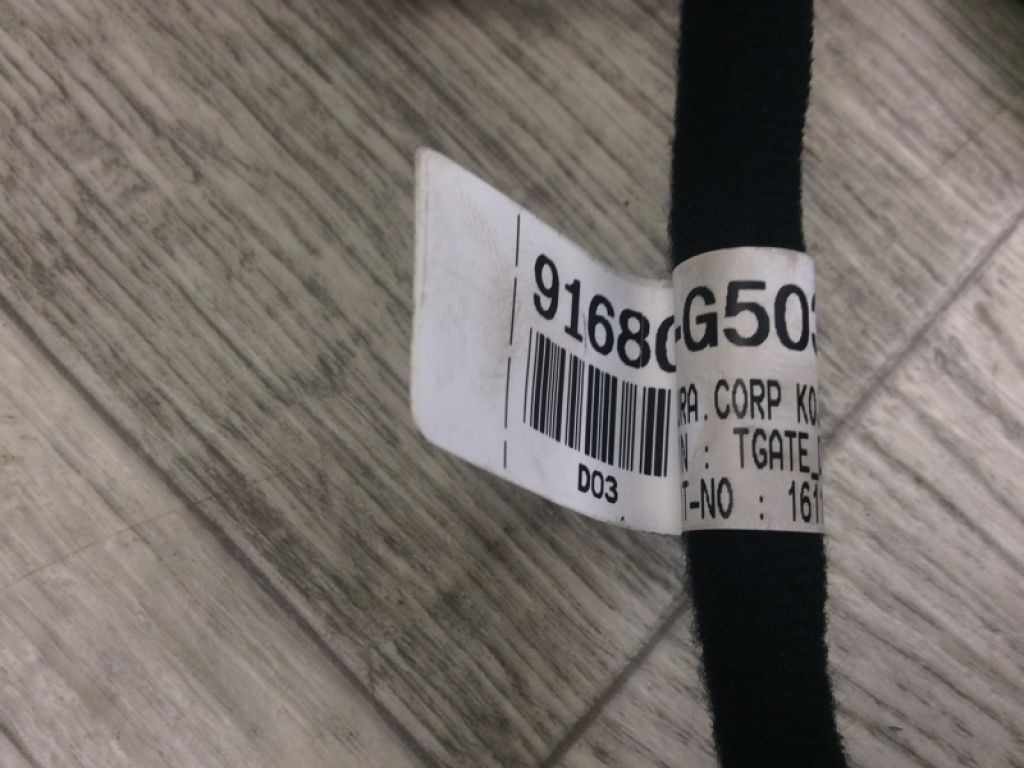 91680-G503
RA.CORP KO
N : TGATE_
D03
T-NO : 161